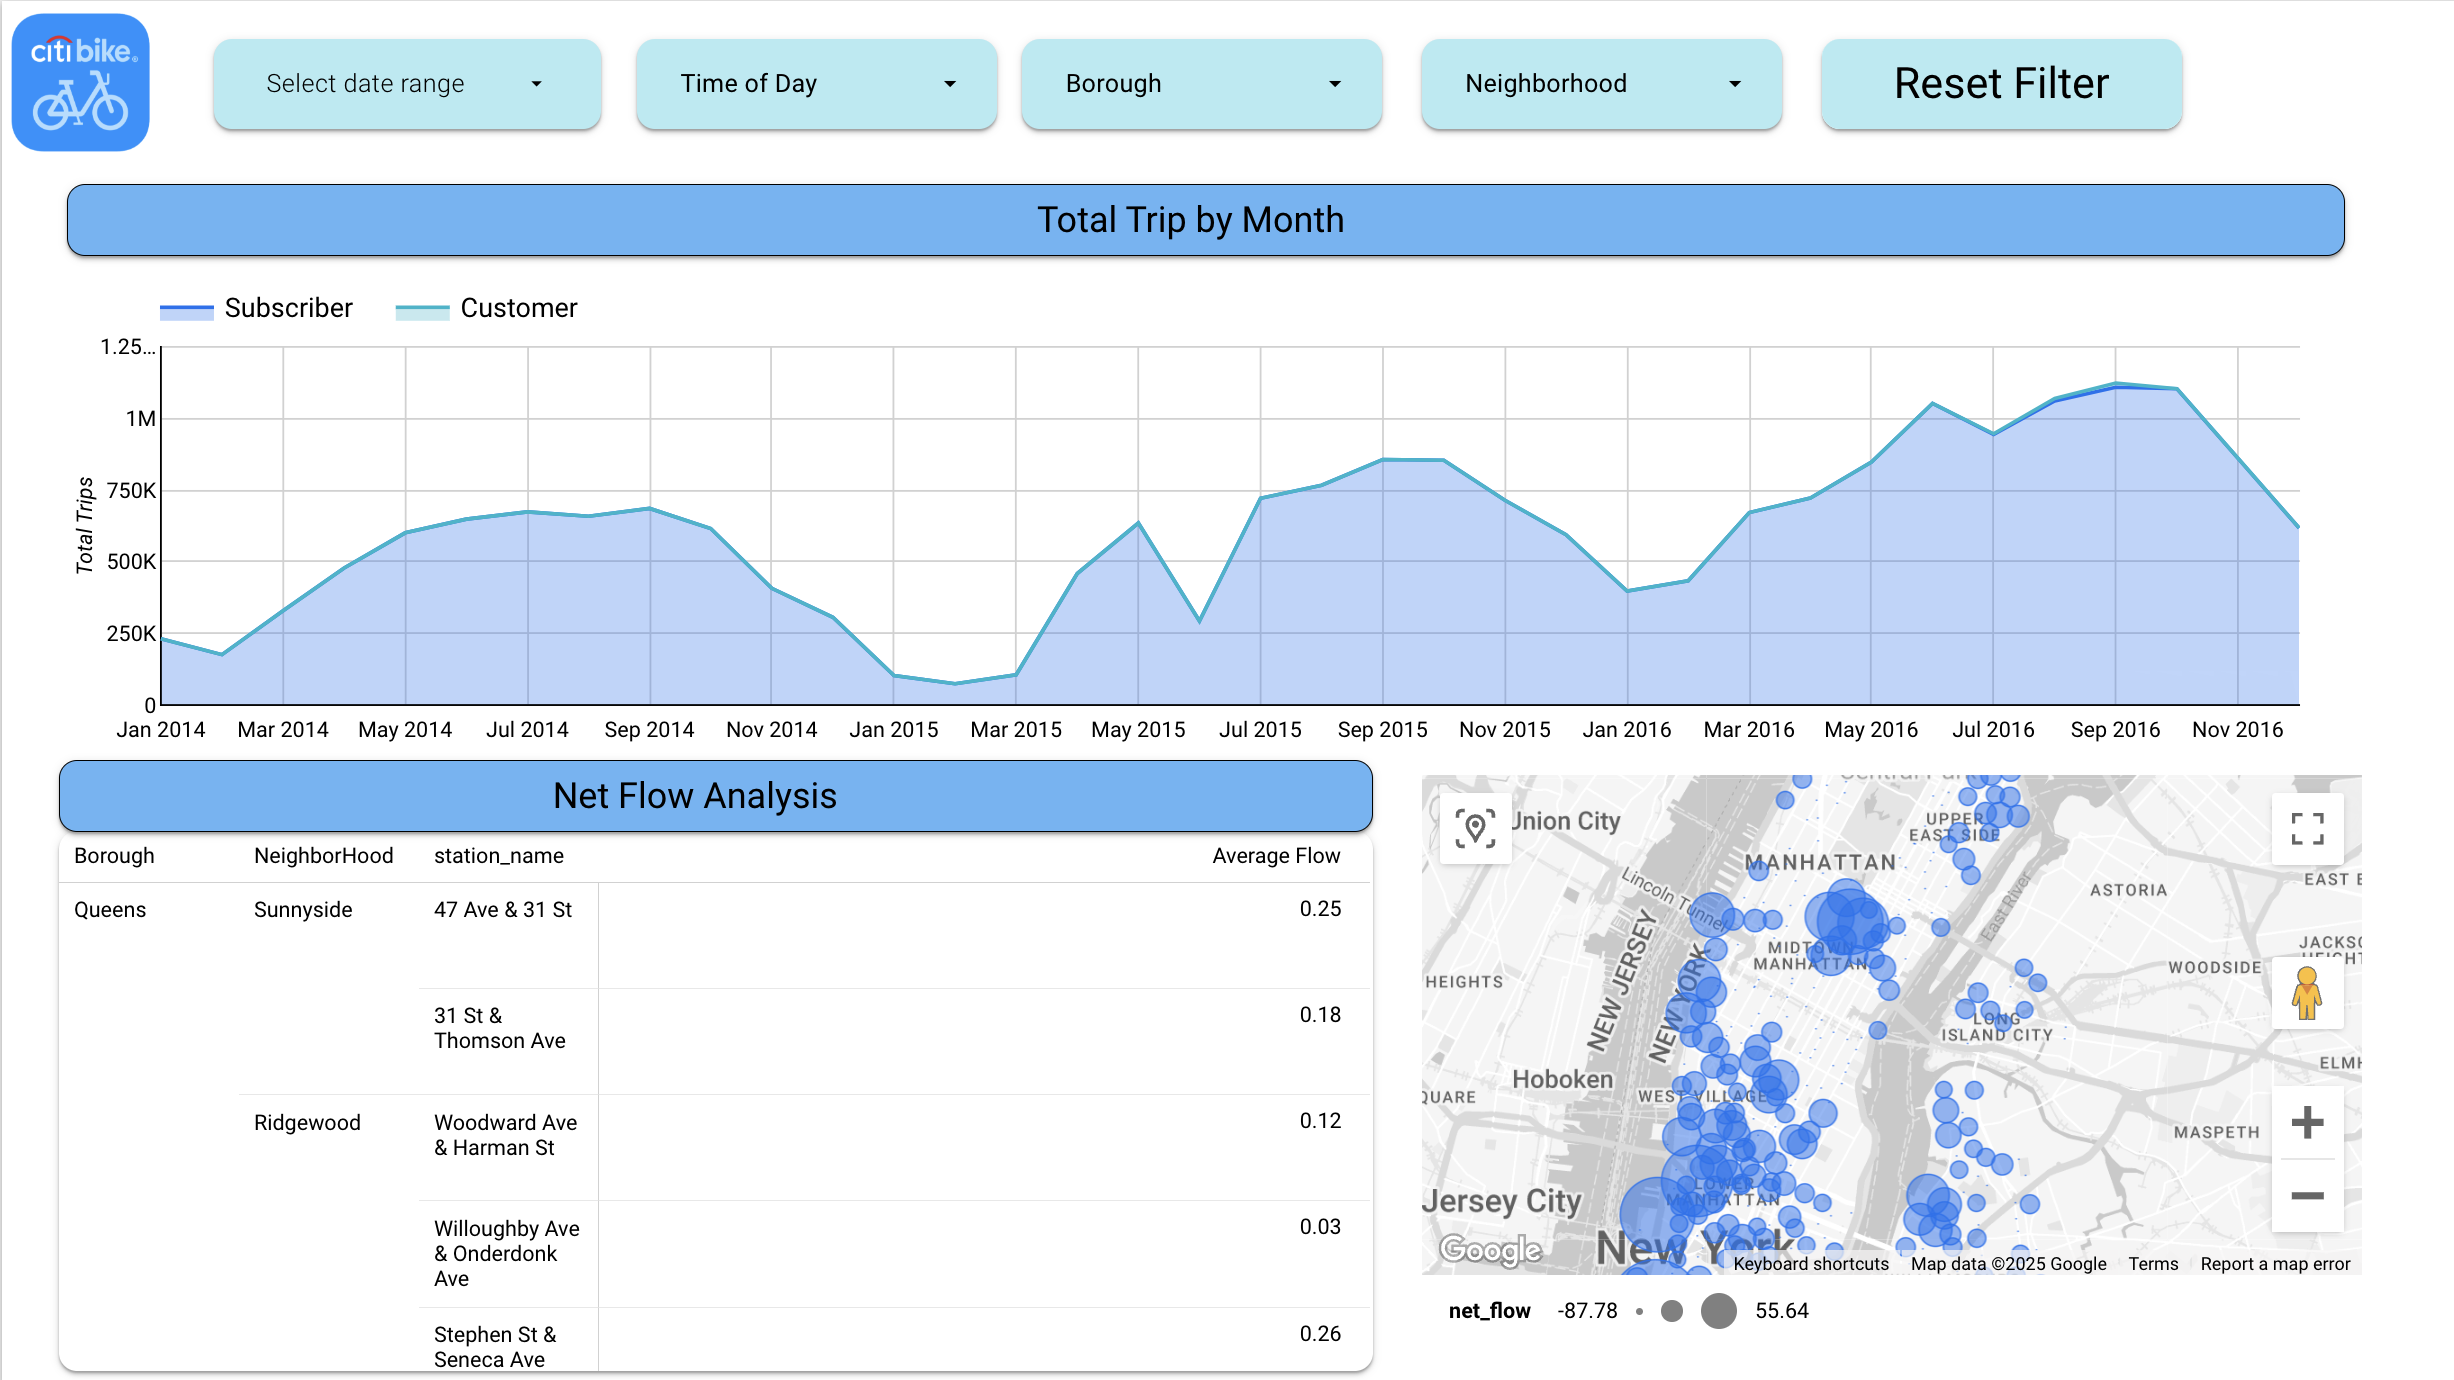 citi bike
Select date range
Time of Day
Borough
Neighborhood
Reset Filter
Total Trip by Month
Subscriber
Customer
1.25...
1M
750K
500K
250K
0
Total Trips
Jan 2014
Mar 2014
May 2014
Jul 2014
Sep 2014
Nov 2014
Jan 2015
Mar 2015
May 2015
Jul 2015
Sep 2015
Nov 2015
Jan 2016
Mar 2016
May 2016
Jul 2016
Sep 2016
Nov 2016
Net Flow Analysis
Borough
NeighborHood
station_name
Average Flow
Queens
Sunnyside
47 Ave & 31 St
0.25
31 St &
Thomson Ave
0.18
Ridgewood
Woodward Ave
& Harman St
0.12
Willoughby Ave
& Onderdonk
Ave
0.03
Stephen St &
Seneca Ave
0.26
Central Park
Union City
UPPER
EAST SIDE
MANHATTAN
Lincoln Tunnel
ASTORIA
EAST E
East River
NEW JERSEY
NEW YORK
MIDTOWN
MANHATTAN
JACKSO
HEIGHT
WOODSIDE
HEIGHTS
LONG
ISLAND CITY
ELMH
Hoboken
QUARE
WEST VILLAGE
MASPETH
Jersey City
LOWER
MANHATTAN
New York
Google
Keyboard shortcuts
Map data ©2025 Google
Terms
Report a map error
net_flow
-87.78
55.64